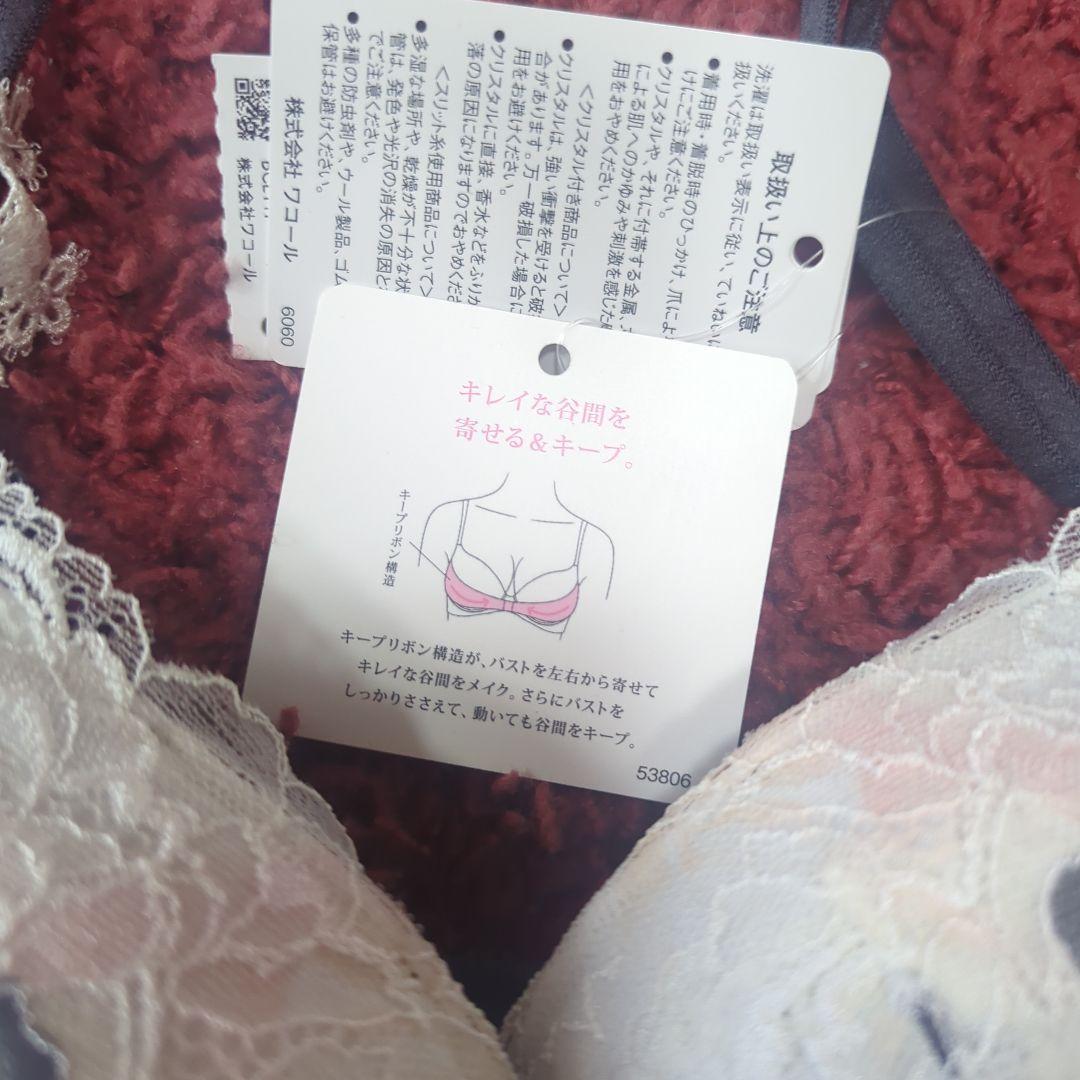 取扱い上のご注意
洗濯は取扱い表示に従い、ていねいに
扱いください。
●着用時・着脱時のひっかけ、爪によ
けにご注意ください。
●クリスタルや、それに付帯する金属、
による肌へのかゆみや刺激を感じた
用をおやめください。
<クリスタル付き商品について>
●クリスタルは、強い衝撃を受けると破
合があります。万一破損した場合に
用をお避けください。
●クリスタルに直接、香水などをふりか
落の原因になりますのでおやめくだ
<スリット糸使用商品について>
●多湿な場所や、乾燥が不十分な状
管は、発色や光沢の消失の原因と
でご注意ください。
●多種の防虫剤や、ウール製品、ゴム
保管はお避けください。
株式会社 ワコール
6060
株式会社ワコール
キレイな谷間を
寄せる&キープ。
キープリボン構造
キープリボン構造が、バストを左右から寄せて
キレイな谷間をメイク。さらにバストを
しっかりささえて、動いても谷間をキープ。
53806